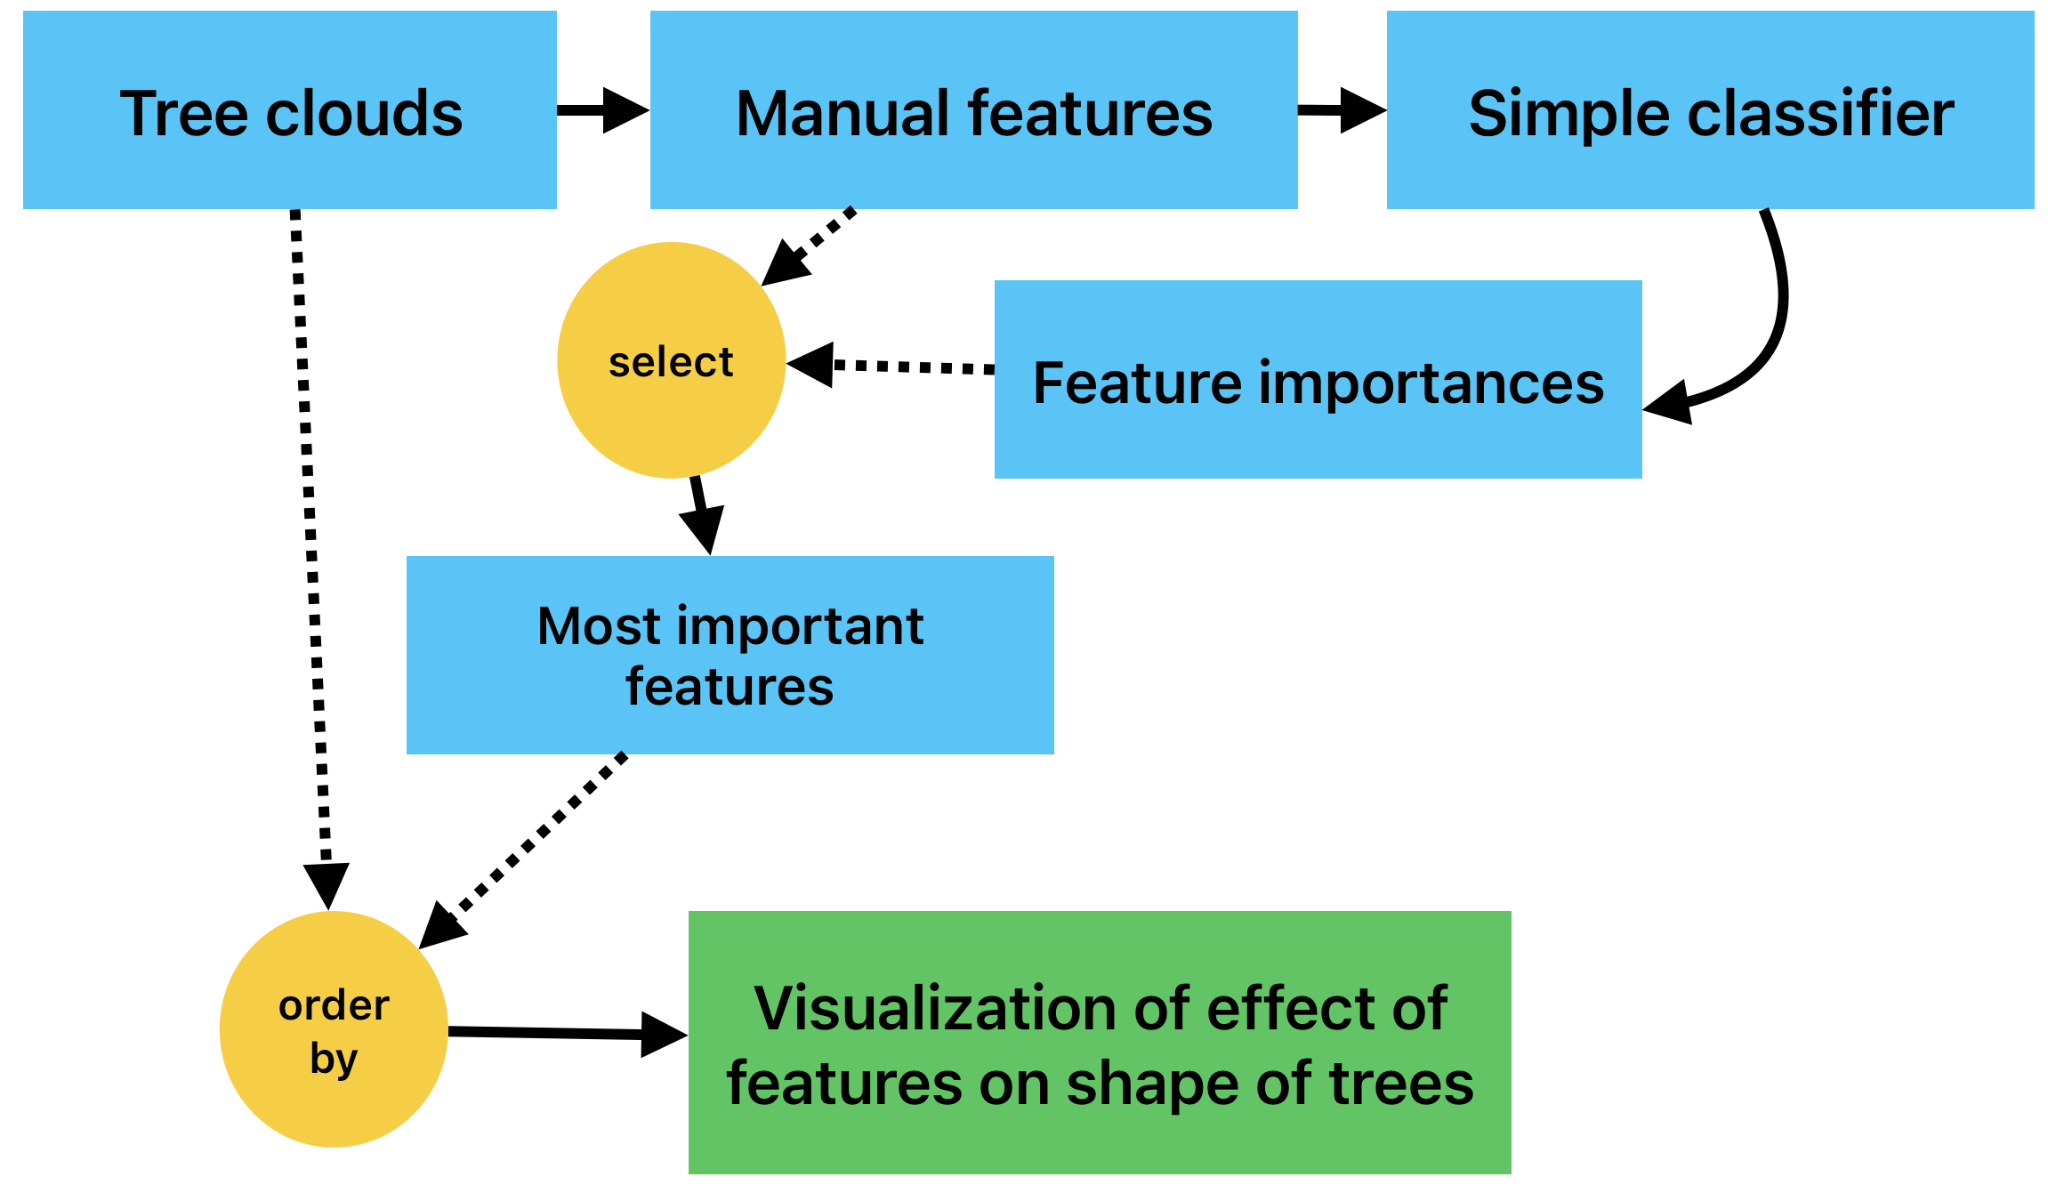 Tree clouds
Manual features
Simple classifier
select
Feature importances
Most important
features
order
by
Visualization of effect of
features on shape of trees